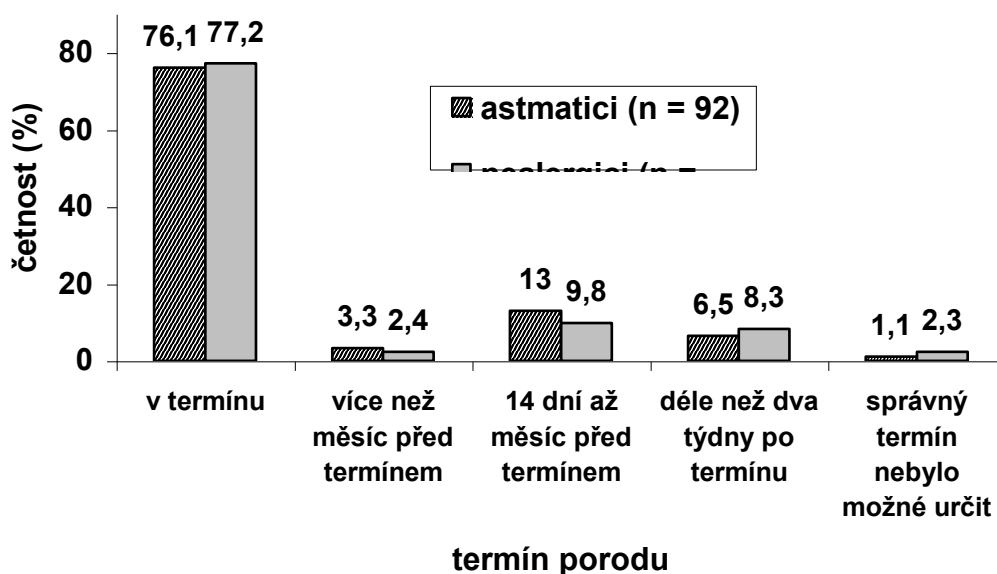 76,1 77,2
80
astmatici (n = 92)
nealergici (n =
60
četnost (%)
40
20
13
9,8
6,5 8,3
3,3 2,4
1,1 2,3
0
v termínu
více než
měsíc před
termínem
14 dní až
měsíc před
termínem
déle než dva
týdny po
termínu
správný
termín
nebylo
možné určit
termín porodu